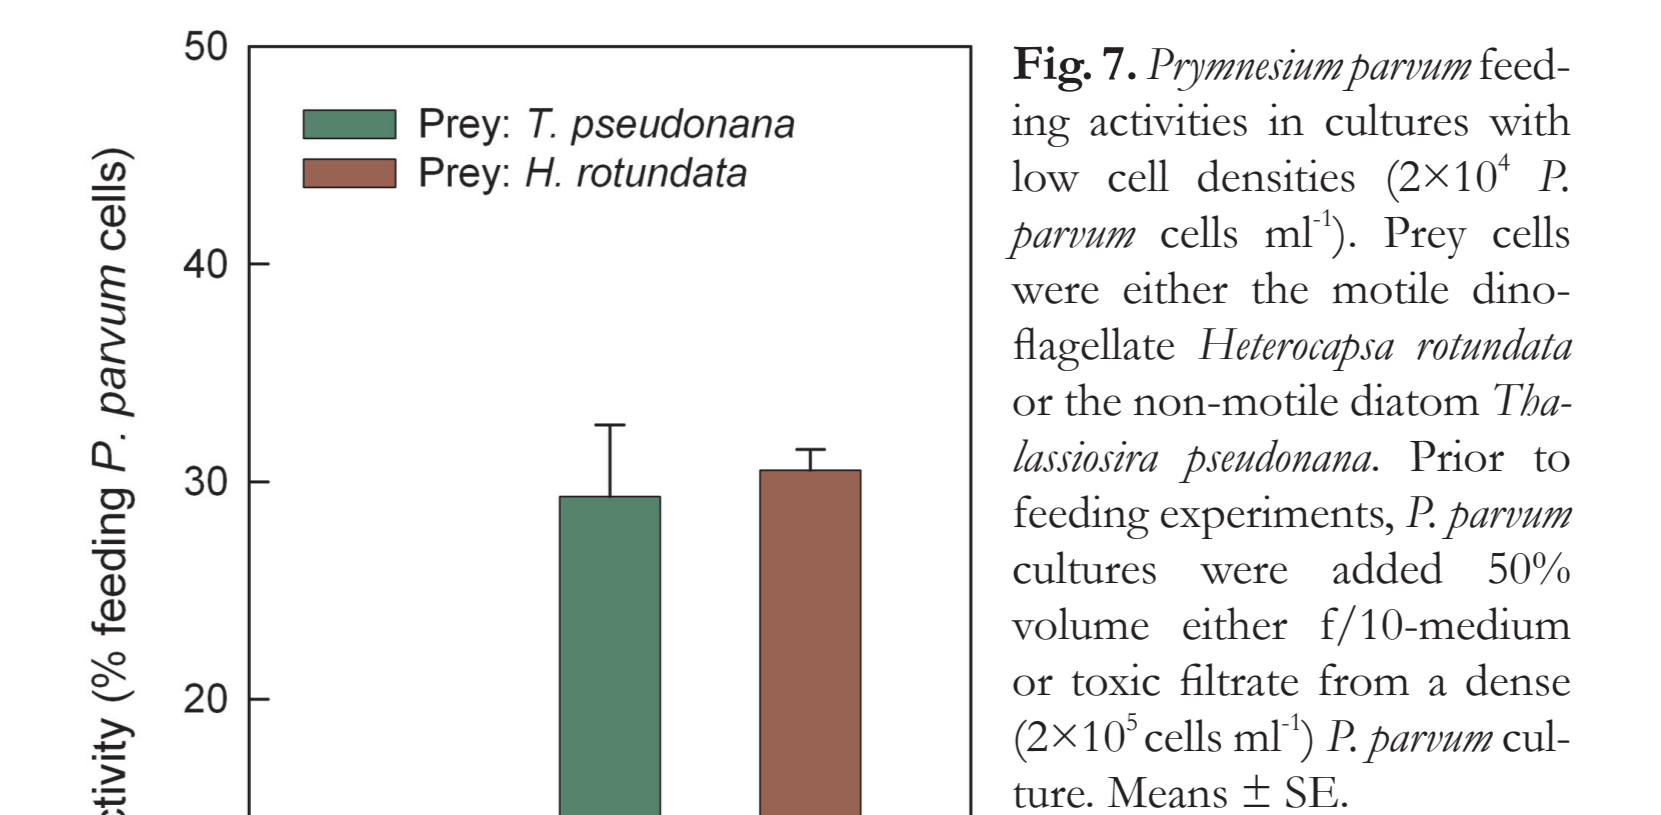 50
Prey: T. pseudonana
Prey: H. rotundata
40
30
20
(% feeding P. parvum cells)
Fig. 7. Prymnesium parvum feed-
ing activities in cultures with
low cell densities (2×10⁴ P.
parvum cells ml⁻¹). Prey cells
were either the motile dino-
flagellate Heterocapsa rotundata
or the non-motile diatom Tha-
lassiosira pseudonana. Prior to
feeding experiments, P. parvum
cultures were added 50%
volume either f/10-medium
or toxic filtrate from a dense
(2×10⁵ cells ml⁻¹) P. parvum cul-
ture. Means ± SE.